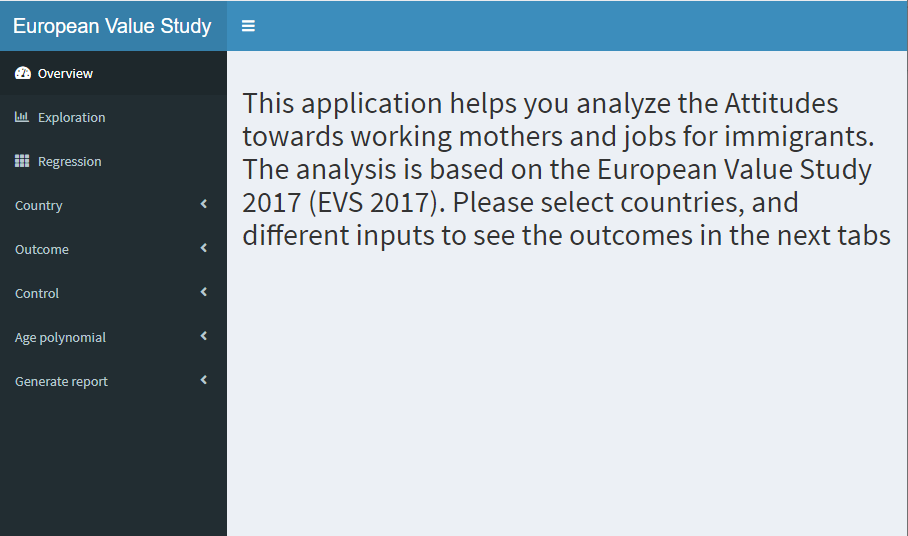 European Value Study
Overview
Exploration
Regression
Country
Outcome
Control
Age polynomial
Generate report
This application helps you analyze the Attitudes
towards working mothers and jobs for immigrants.
The analysis is based on the European Value Study
2017 (EVS 2017). Please select countries, and
different inputs to see the outcomes in the next tabs